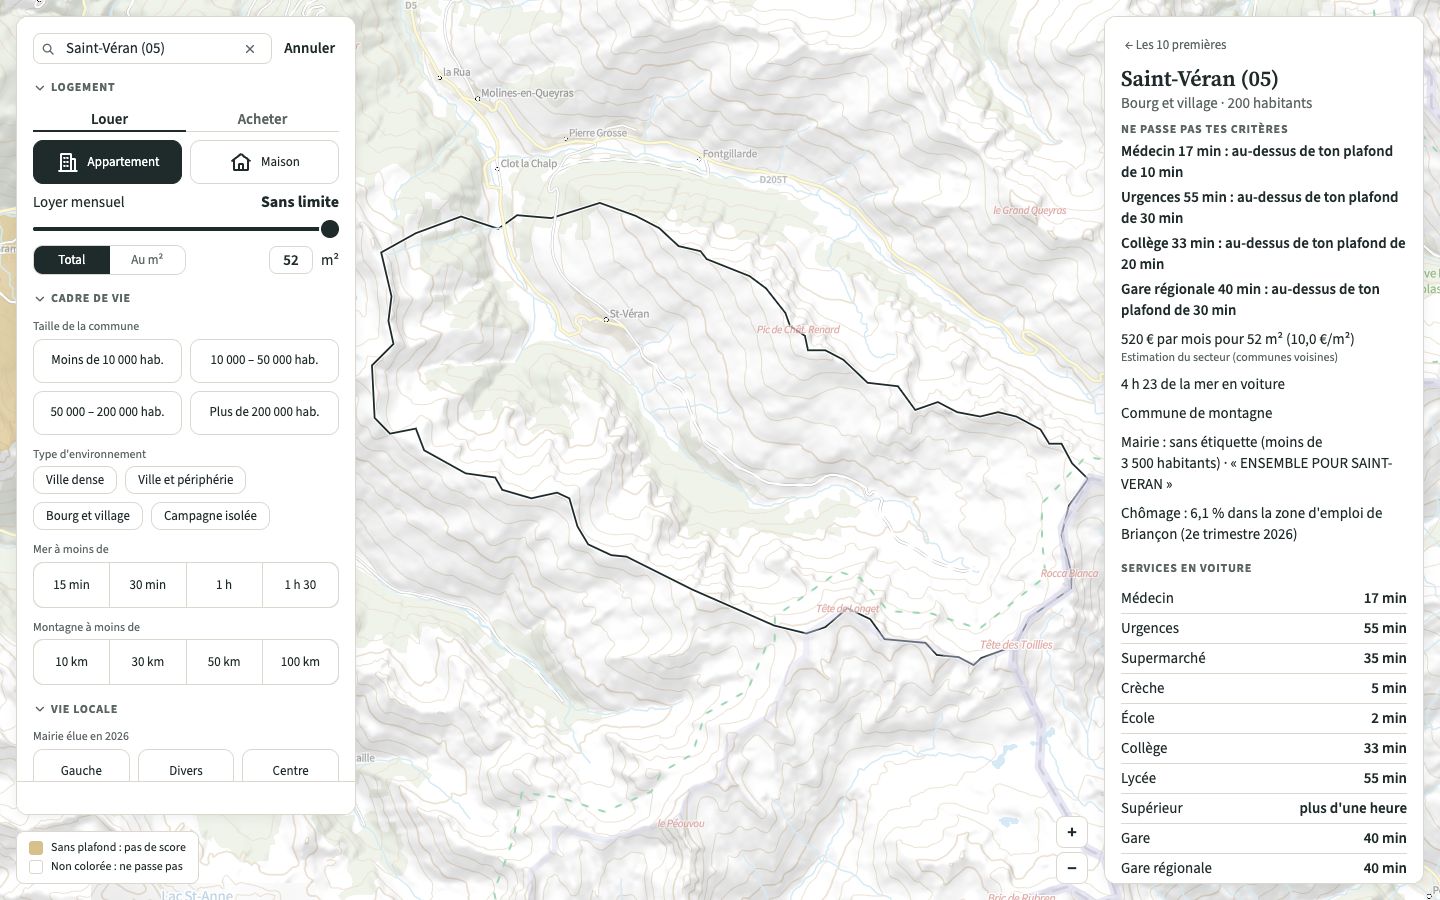 Saint-Véran (05)
Annuler
LOGEMENT
Louer
Acheter
Appartement
Maison
Loyer mensuel
Sans limite
Total
Au m²
52
m²
CADRE DE VIE
Taille de la commune
Moins de 10 000 hab.
10 000 – 50 000 hab.
50 000 – 200 000 hab.
Plus de 200 000 hab.
Type d'environnement
Ville dense
Ville et périphérie
Bourg et village
Campagne isolée
Mer à moins de
15 min
30 min
1 h
1 h 30
Montagne à moins de
10 km
30 km
50 km
100 km
VIE LOCALE
Mairie élue en 2026
Gauche
Divers
Centre
Sans plafond : pas de score
Non colorée : ne passe pas
D5
la Rua
Molines-en-Queyras
Pierre Grosse
Clot la Chalp
Fontgillarde
D205T
le Grand Queyras
St-Véran
Pic de Chât. Renard
Rocca Bianca
Tête de Longet
Tête des Toillies
le Péouvou
Lac St-Anne
Bric de Rubren
+
−
← Les 10 premières
Saint-Véran (05)
Bourg et village · 200 habitants
NE PASSE PAS TES CRITÈRES
Médecin 17 min : au-dessus de ton plafond
de 10 min
Urgences 55 min : au-dessus de ton plafond
de 30 min
Collège 33 min : au-dessus de ton plafond de
20 min
Gare régionale 40 min : au-dessus de ton
plafond de 30 min
520 € par mois pour 52 m² (10,0 €/m²)
Estimation du secteur (communes voisines)
4 h 23 de la mer en voiture
Commune de montagne
Mairie : sans étiquette (moins de
3 500 habitants) · « ENSEMBLE POUR SAINT-
VERAN »
Chômage : 6,1 % dans la zone d'emploi de
Briançon (2e trimestre 2026)
SERVICES EN VOITURE
Médecin 17 min
Urgences 55 min
Supermarché 35 min
Crèche 5 min
École 2 min
Collège 33 min
Lycée 55 min
Supérieur plus d'une heure
Gare 40 min
Gare régionale 40 min